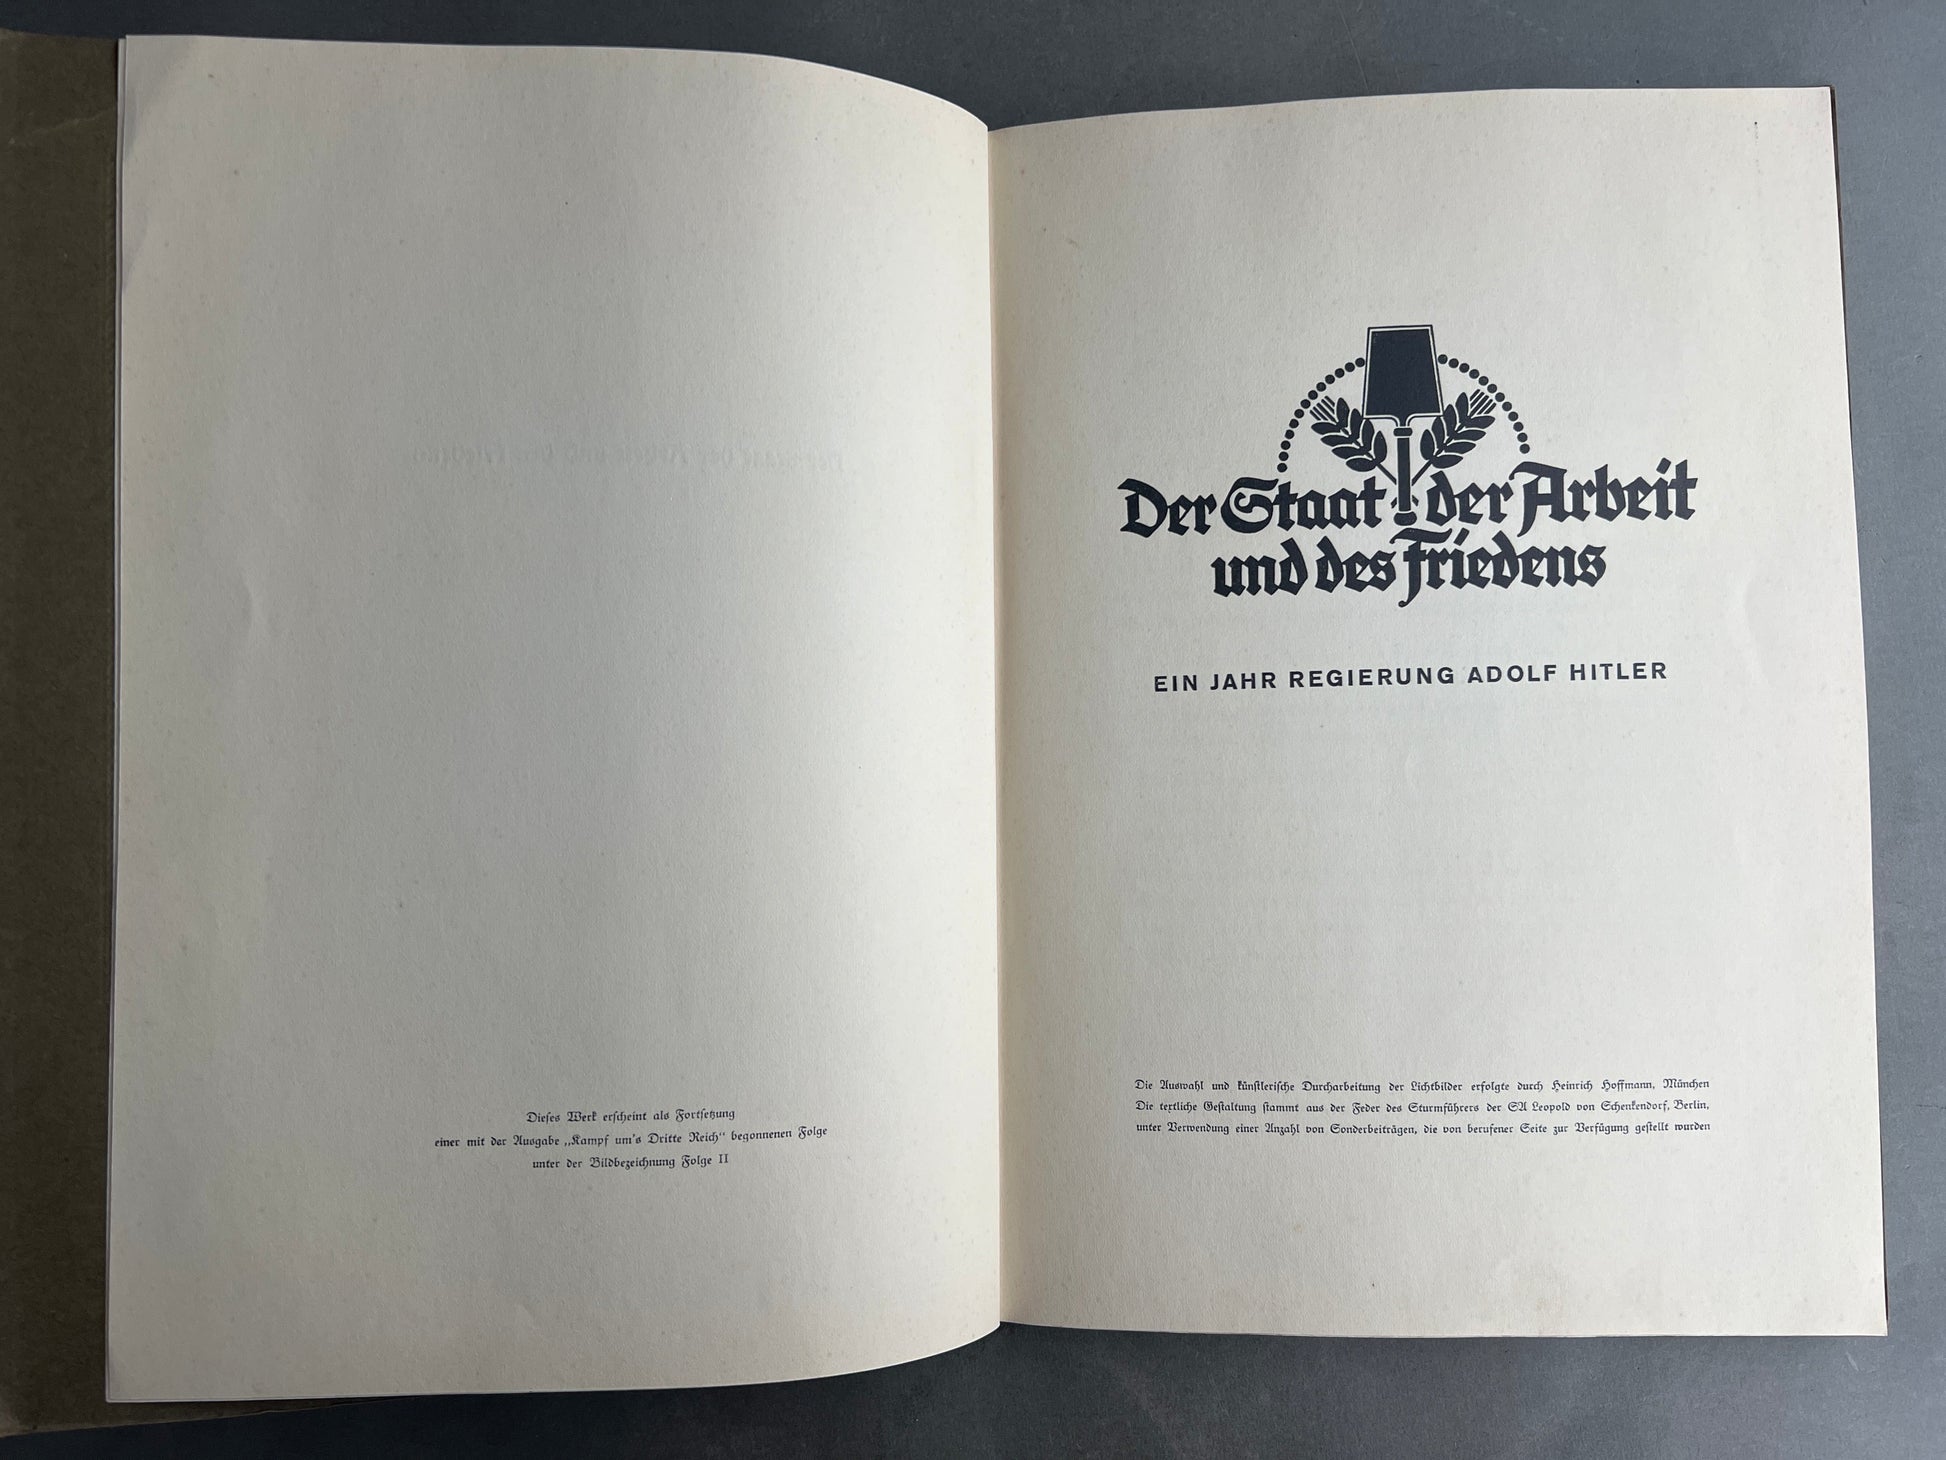 Dieses Werk erscheint als Fortsetzung
einer mit der Ausgabe „Kampf um's Dritte Reich“ begonnenen Folge
unter der Bildbezeichnung Folge II
Der Staat der Arbeit
und des Friedens
EIN JAHR REGIERUNG ADOLF HITLER
Die Auswahl und künstlerische Durcharbeitung der Lichtbilder erfolgte durch Heinrich Hoffmann, München
Die textliche Gestaltung stammt aus der Feder des Sturmführers der SA Leopold von Schenkendorf, Berlin,
unter Verwendung einer Anzahl von Sonderbeiträgen, die von berufener Seite zur Verfügung gestellt wurden